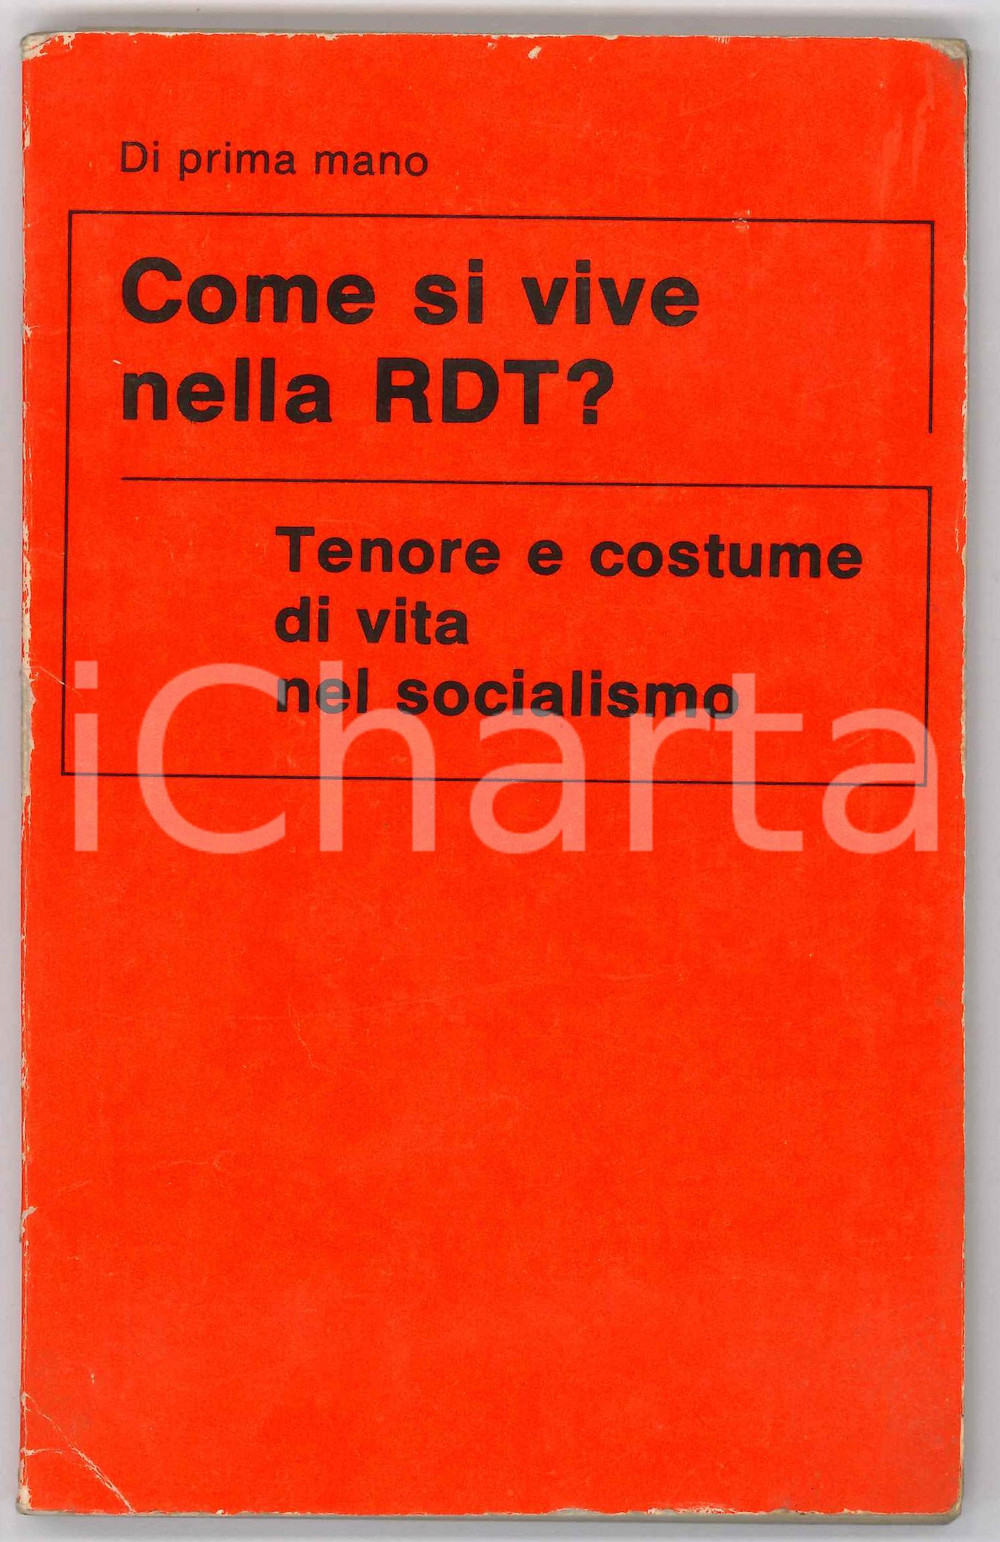 Di prima mano
Come si vive
nella RDT?
Tenore e costume
di vita
nel socialismo
iCharta